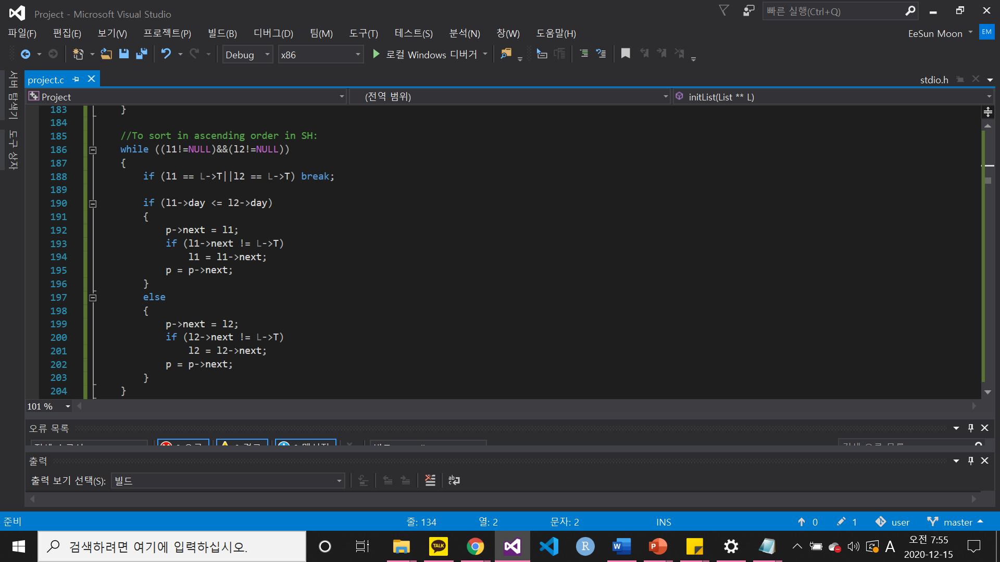 Project - Microsoft Visual Studio
빠른 실행(Ctrl+Q)
파일(F) 편집(E) 보기(V) 프로젝트(P) 빌드(B) 디버그(D) 팀(M) 도구(T) 테스트(S) 분석(N) 창(W) 도움말(H)
EeSun Moon EM
Debug x86 로컬 Windows 디버거
서버 탐색기
도구 상자
project.c
stdio.h
Project (전역 범위) initList(List ** L)
183 }
184
185 //To sort in ascending order in SH:
186 while ((l1!=NULL)&&(l2!=NULL))
187 {
188 if (l1 == L->T||l2 == L->T) break;
189
190 if (l1->day <= l2->day)
191 {
192 p->next = l1;
193 if (l1->next != L->T)
194 l1 = l1->next;
195 p = p->next;
196 }
197 else
198 {
199 p->next = l2;
200 if (l2->next != L->T)
201 l2 = l2->next;
202 p = p->next;
203 }
204 }
101 %
오류 목록
출력
출력 보기 선택(S): 빌드
준비 줄: 134 열: 2 문자: 2 INS 0 1 user master
검색하려면 여기에 입력하십시오.
TALK
R
W
P
A
오전 7:55
2020-12-15